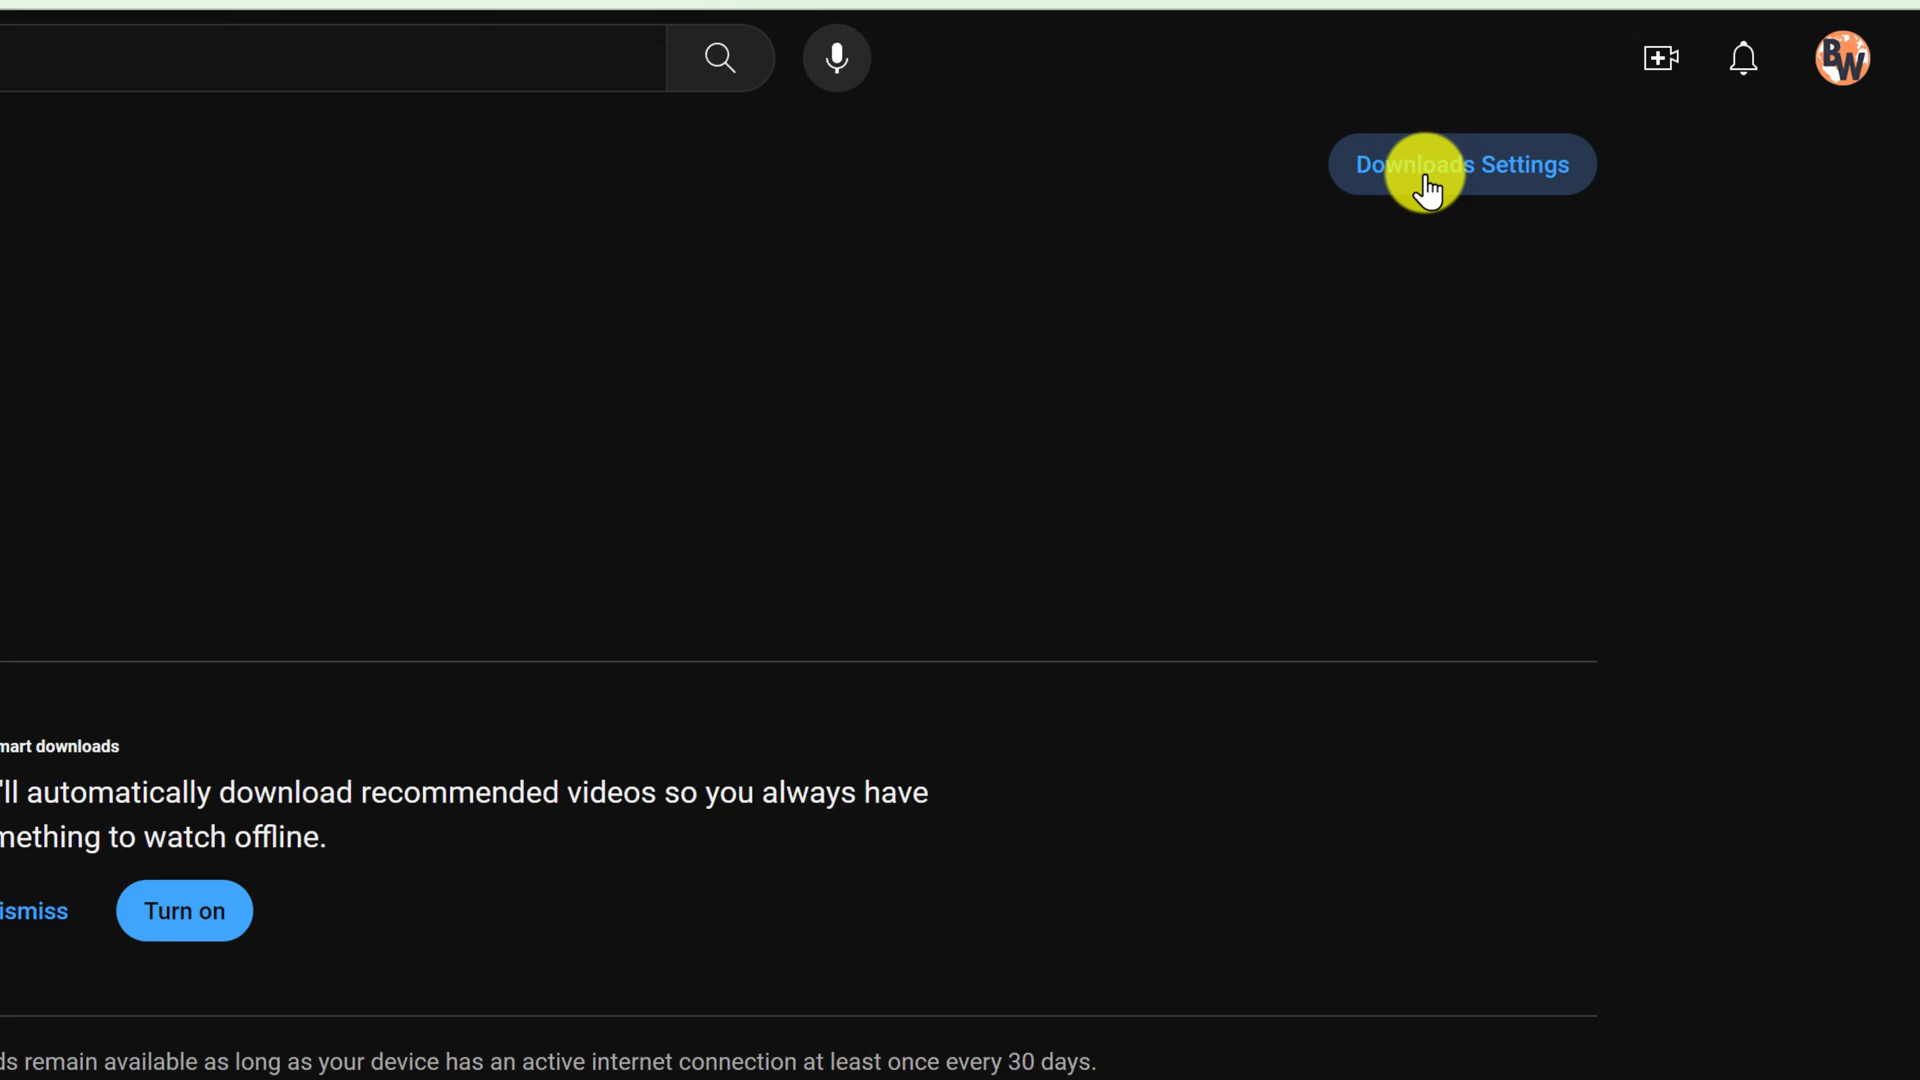 BW
Downloads Settings
mart downloads
'll automatically download recommended videos so you always have
mething to watch offline.
ismiss
Turn on
ds remain available as long as your device has an active internet connection at least once every 30 days.